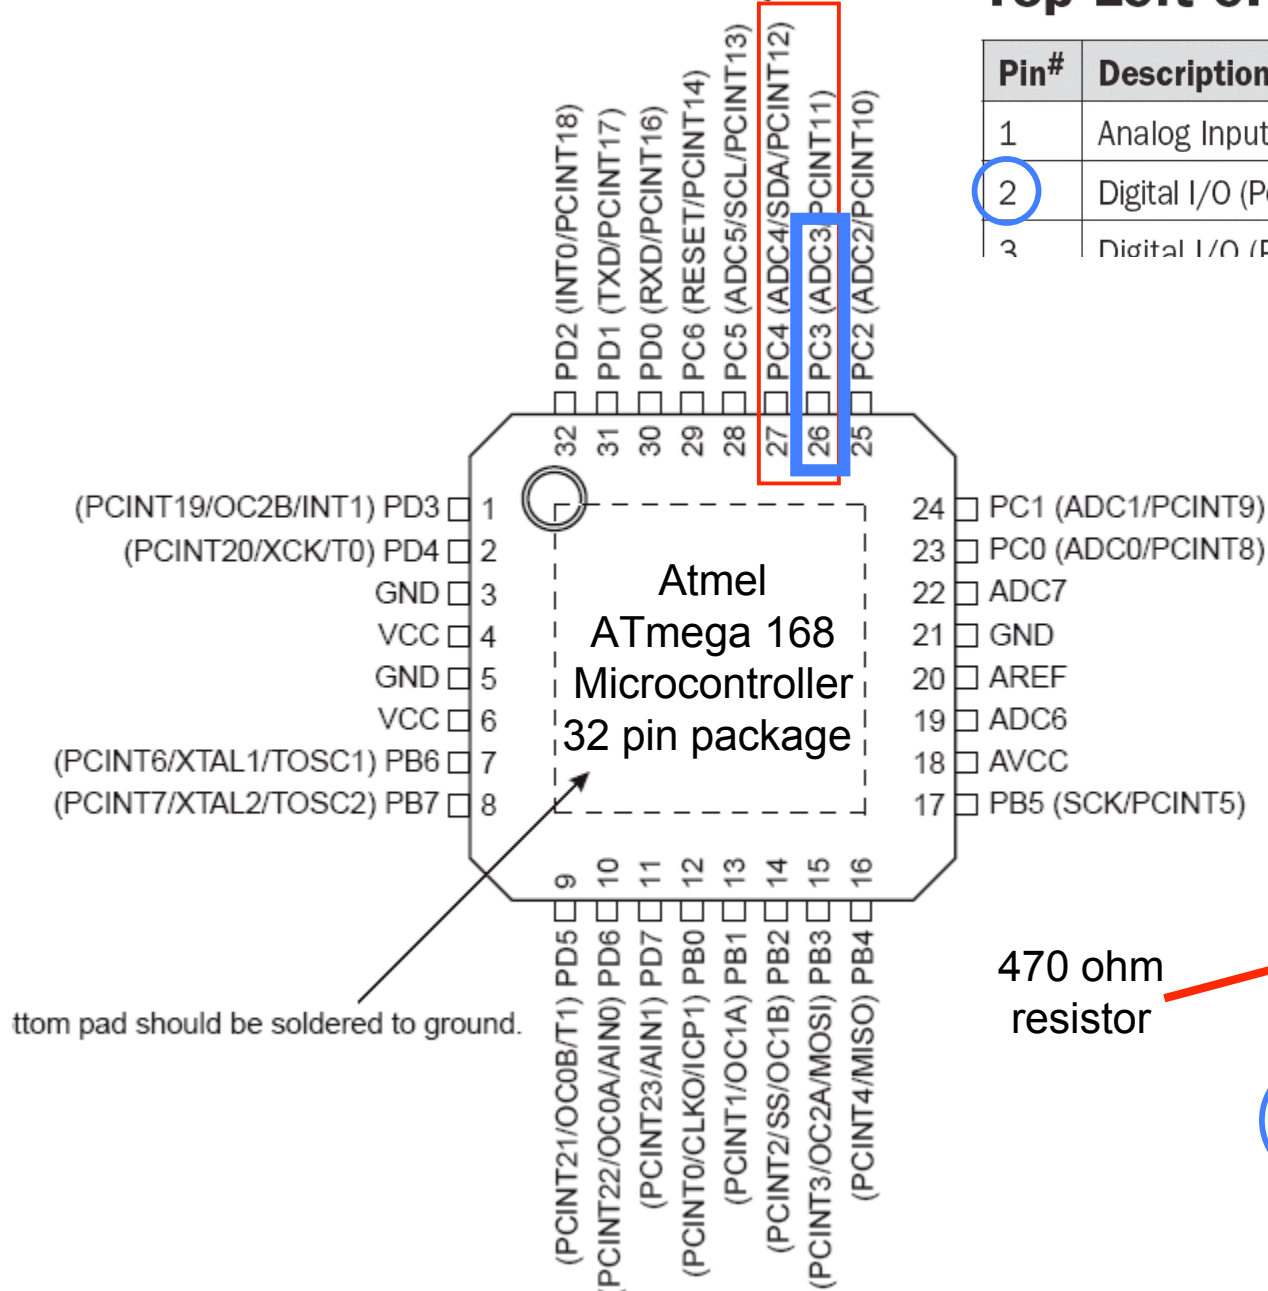 Pin# Description
1 Analog Input
2 Digital I/O
3 Digital I/O
PD2 (INT0/PCINT18)
PD1 (TXD/PCINT17)
PD0 (RXD/PCINT16)
PC6 (RESET/PCINT14)
PC5 (ADC5/SCL/PCINT13)
PC4 (ADC4/SDA/PCINT12)
PC3 (ADC3/PCINT11)
PC2 (ADC2/PCINT10)
32 31 30 29 28 27 26 25
(PCINT19/OC2B/INT1) PD3 1
(PCINT20/XCK/T0) PD4 2
GND 3
VCC 4
GND 5
VCC 6
(PCINT6/XTAL1/TOSC1) PB6 7
(PCINT7/XTAL2/TOSC2) PB7 8
Atmel
ATmega 168
Microcontroller
32 pin package
24 PC1 (ADC1/PCINT9)
23 PC0 (ADC0/PCINT8)
22 ADC7
21 GND
20 AREF
19 ADC6
18 AVCC
17 PB5 (SCK/PCINT5)
9 10 11 12 13 14 15 16
(PCINT21/OC0B/T1) PD5
(PCINT22/OC0A/AIN0) PD6
(PCINT23/AIN1) PD7
(PCINT0/CLKO/ICP1) PB0
(PCINT1/OC1A) PB1
(PCINT2/SS/OC1B) PB2
(PCINT3/OC2A/MOSI) PB3
(PCINT4/MISO) PB4
ttom pad should be soldered to ground.
470 ohm
resistor